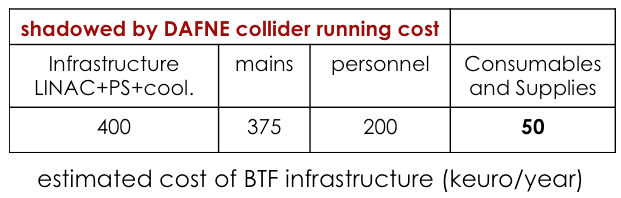 shadowed by DAFNE collider running cost
Infrastructure mains personnel Consumables
LINAC+PS+cool. and Supplies
400 375 200 50
estimated cost of BTF infrastructure (keuro/year)